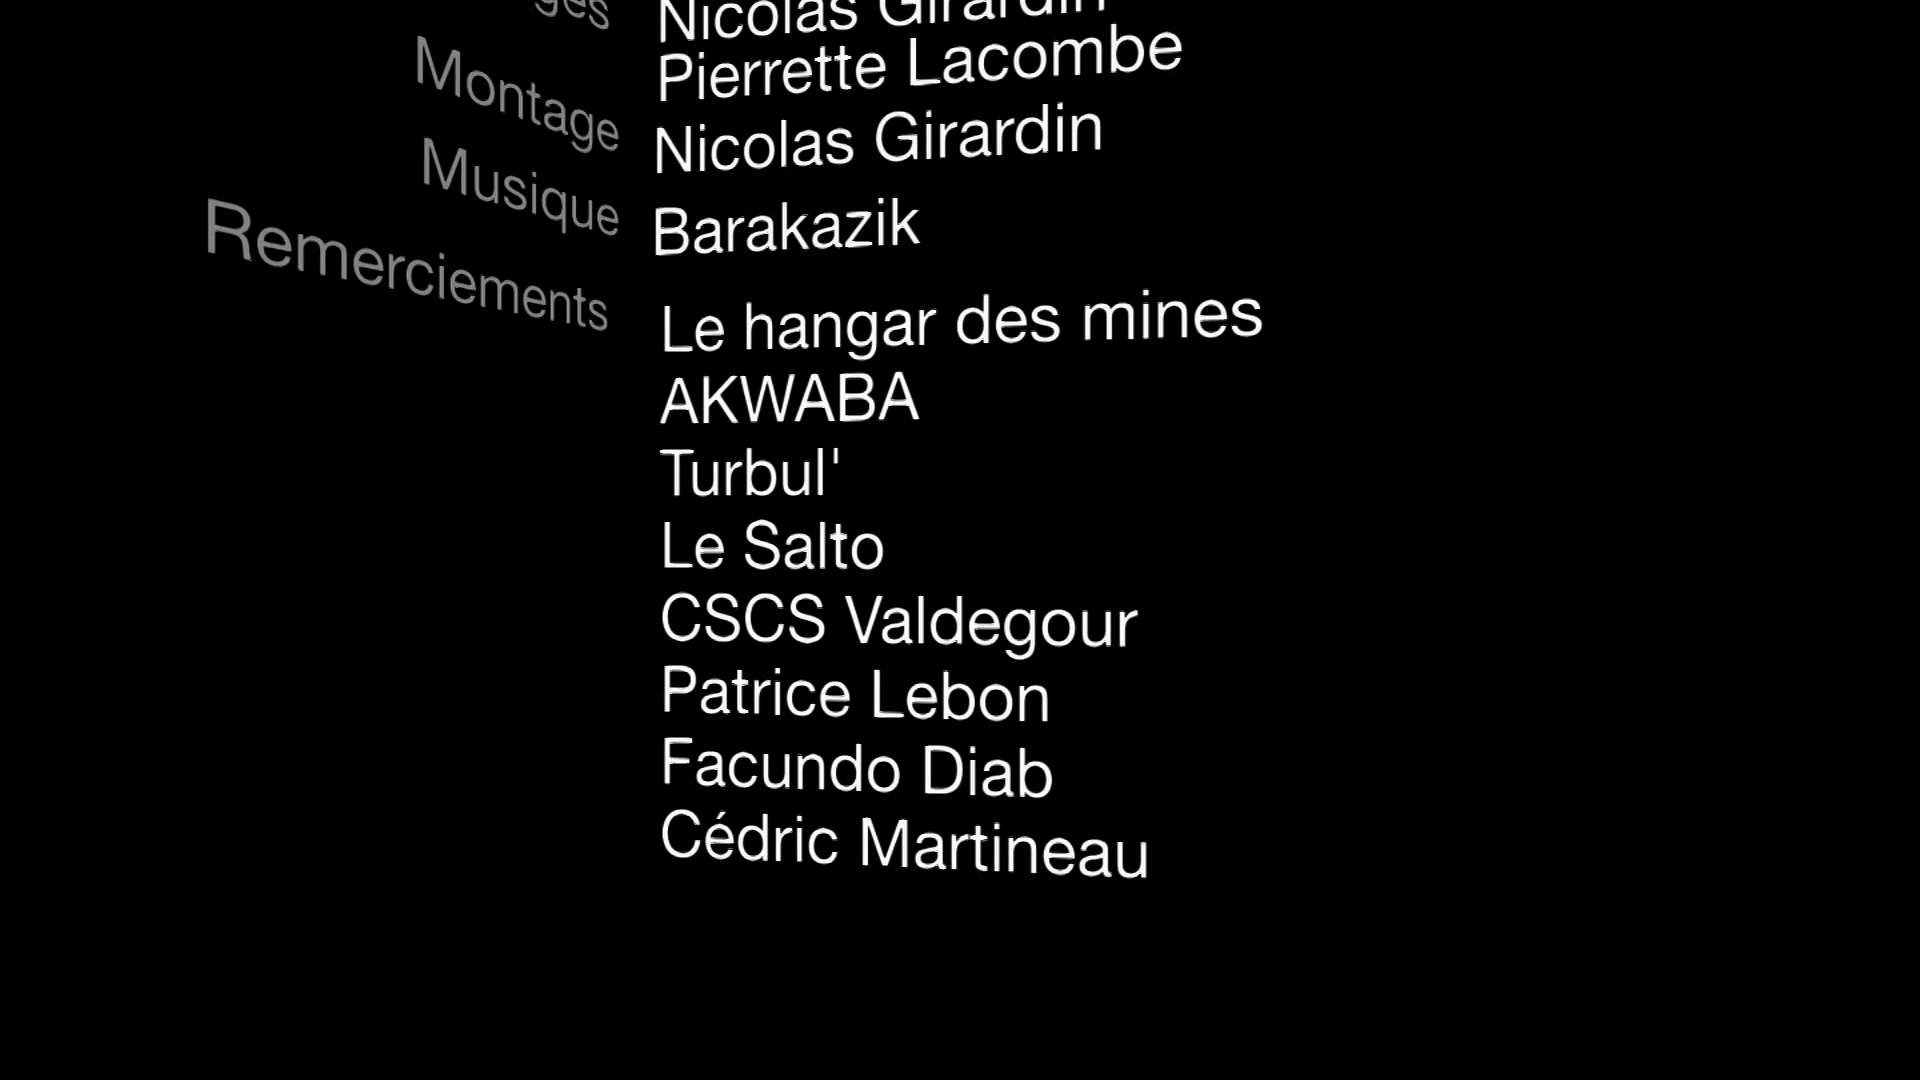 Nicolas Girardin
Pierrette Lacombe
Montage Nicolas Girardin
Musique Barakazik
Remerciements Le hangar des mines
AKWABA
Turbul'
Le Salto
CSCS Valdegour
Patrice Lebon
Facundo Diab
Cédric Martineau